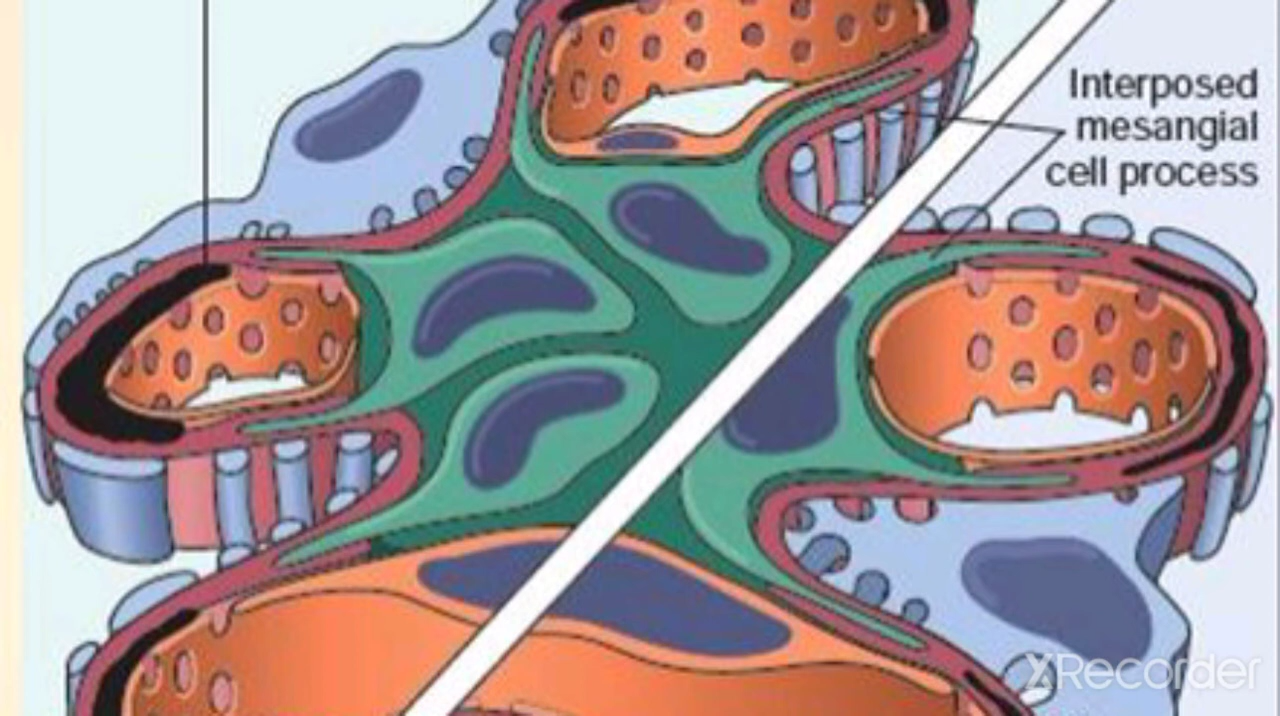 Interposed
mesangial
cell process
XRecorder